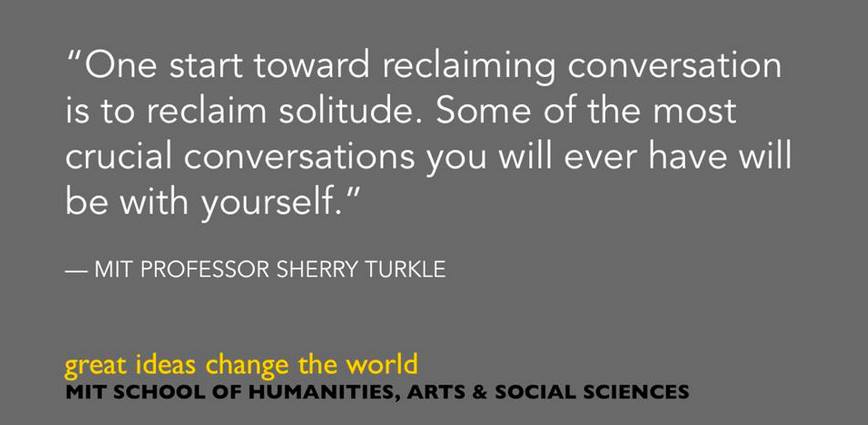 “One start toward reclaiming conversation
is to reclaim solitude. Some of the most
crucial conversations you will ever have will
be with yourself.”
— MIT PROFESSOR SHERRY TURKLE
great ideas change the world
MIT SCHOOL OF HUMANITIES, ARTS & SOCIAL SCIENCES